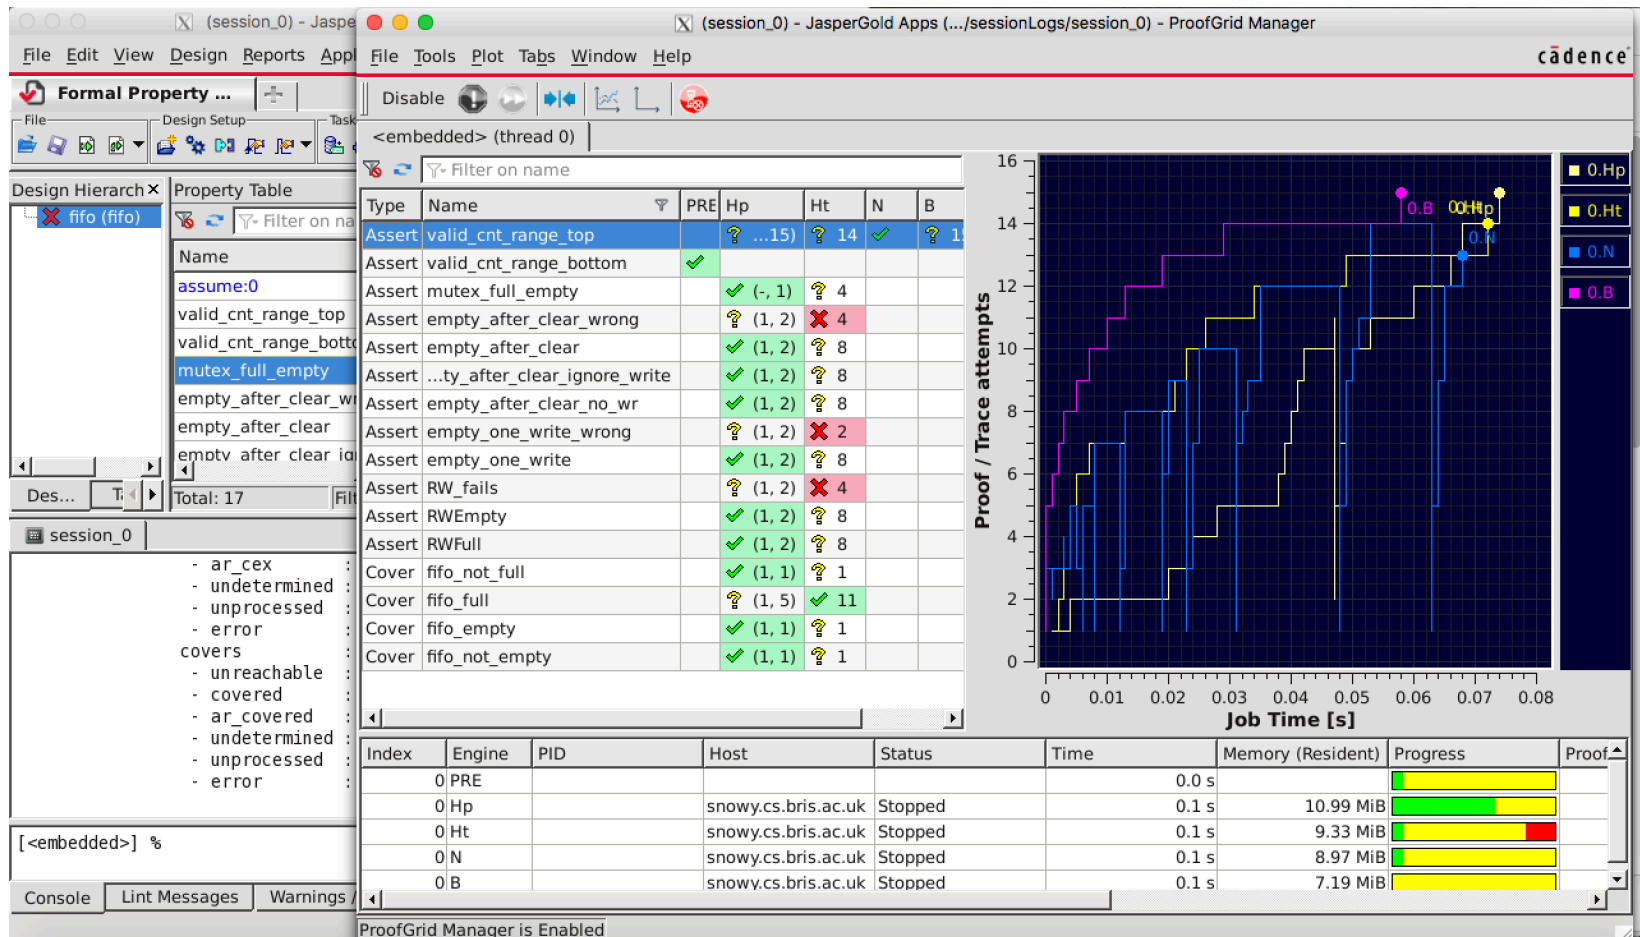 (session_0) - Jaspe
File Edit View Design Reports Appl
Formal Property ...
File
Design Setup
Task
Design Hierarch
fifo (fifo)
Des...
Property Table
Filter on na
Name
assume:0
valid_cnt_range_top
valid_cnt_range_botto
mutex_full_empty
empty_after_clear_wr
empty_after_clear
empty_after_clear_ign
Total: 17
Filt
session_0
- ar_cex :
- undetermined :
- unprocessed :
- error :
covers :
- unreachable :
- covered :
- ar_covered :
- undetermined :
- unprocessed :
- error :
[<embedded>] %
Console
Lint Messages
Warnings /
(session_0) - JasperGold Apps (.../sessionLogs/session_0) - ProofGrid Manager
File Tools Plot Tabs Window Help
cādence
Disable
<embedded> (thread 0)
Filter on name
Type Name PRE Hp Ht N B
Assert valid_cnt_range_top ? ...15) ? 14 ? 15
Assert valid_cnt_range_bottom
Assert mutex_full_empty (-, 1) ? 4
Assert empty_after_clear_wrong ? (1, 2) 4
Assert empty_after_clear (1, 2) ? 8
Assert ...ty_after_clear_ignore_write (1, 2) ? 8
Assert empty_after_clear_no_wr (1, 2) ? 8
Assert empty_one_write_wrong ? (1, 2) 2
Assert empty_one_write (1, 2) ? 8
Assert RW_fails ? (1, 2) 4
Assert RWEmpty (1, 2) ? 8
Assert RWFull (1, 2) ? 8
Cover fifo_not_full (1, 1) ? 1
Cover fifo_full ? (1, 5) 11
Cover fifo_empty (1, 1) ? 1
Cover fifo_not_empty (1, 1) ? 1
Proof / Trace attempts
16
14
12
10
8
6
4
2
0
0 0.01 0.02 0.03 0.04 0.05 0.06 0.07 0.08
Job Time [s]
0.B
0.Ht
0.Hp
0.N
0.Hp
0.Ht
0.N
0.B
Index Engine PID Host Status Time Memory (Resident) Progress Proof
0 PRE 0.0 s
0 Hp snowy.cs.bris.ac.uk Stopped 0.1 s 10.99 MiB
0 Ht snowy.cs.bris.ac.uk Stopped 0.1 s 9.33 MiB
0 N snowy.cs.bris.ac.uk Stopped 0.1 s 8.97 MiB
0 B snowy.cs.bris.ac.uk Stopped 0.1 s 7.19 MiB
ProofGrid Manager is Enabled